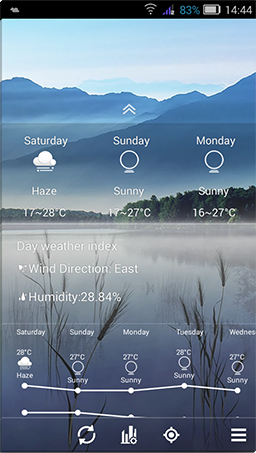 83% 14:44
Saturday Sunday Monday
Haze Sunny Sunny
17~28°C 17~27°C 16~27°C
Day weather index
Wind Direction: East
Humidity:28.84%
Saturday Sunday Monday Tuesday Wednes
28°C 27°C 27°C 28°C 27°C
Haze Sunny Sunny Sunny Sunny